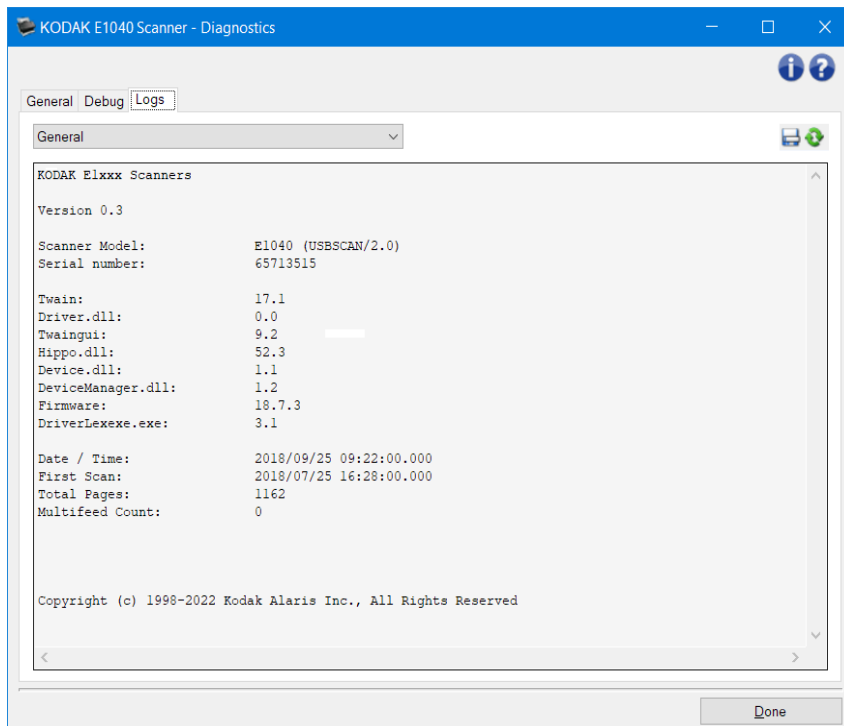 KODAK E1040 Scanner - Diagnostics
General Debug Logs
General
KODAK E1xxx Scanners
Version 0.3
Scanner Model: E1040 (USBSCAN/2.0)
Serial number: 65713515
Twain: 17.1
Driver.dll: 0.0
Twaingui: 9.2
Hippo.dll: 52.3
Device.dll: 1.1
DeviceManager.dll: 1.2
Firmware: 18.7.3
DriverLexexe.exe: 3.1
Date / Time: 2018/09/25 09:22:00.000
First Scan: 2018/07/25 16:28:00.000
Total Pages: 1162
Multifeed Count: 0
Copyright (c) 1998-2022 Kodak Alaris Inc., All Rights Reserved
Done